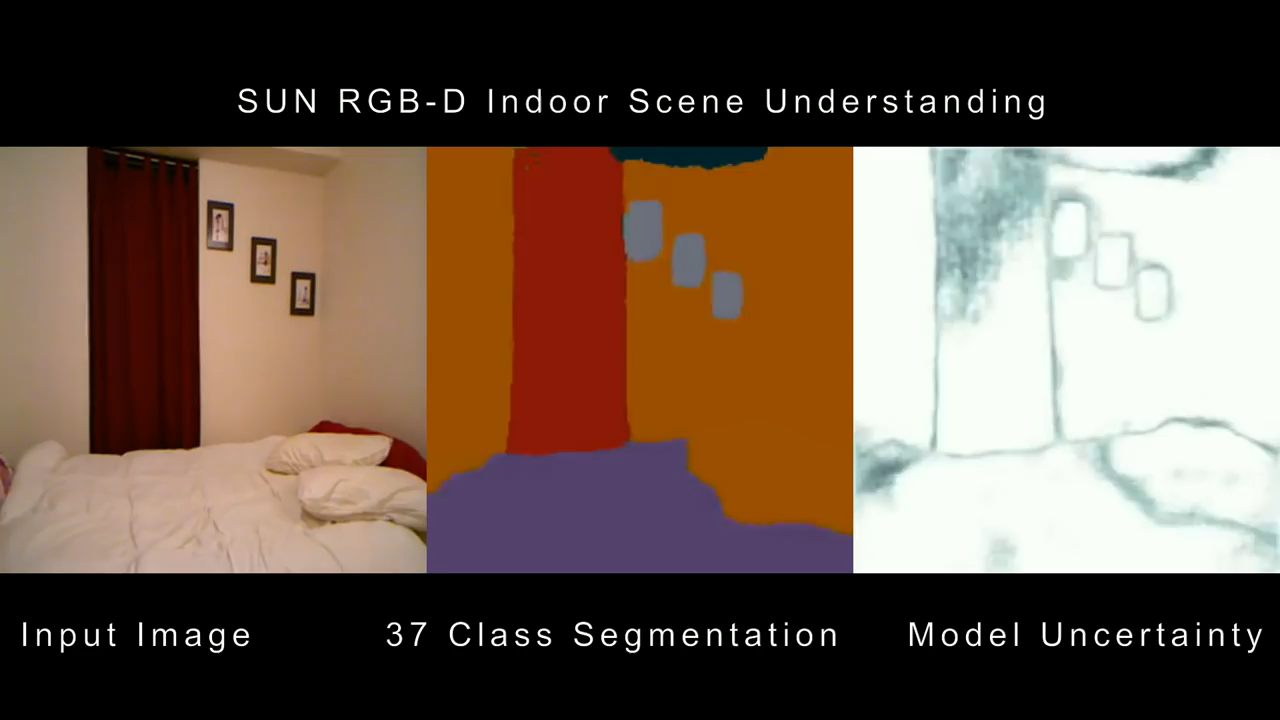 SUN RGB-D Indoor Scene Understanding
Input Image
37 Class Segmentation
Model Uncertainty